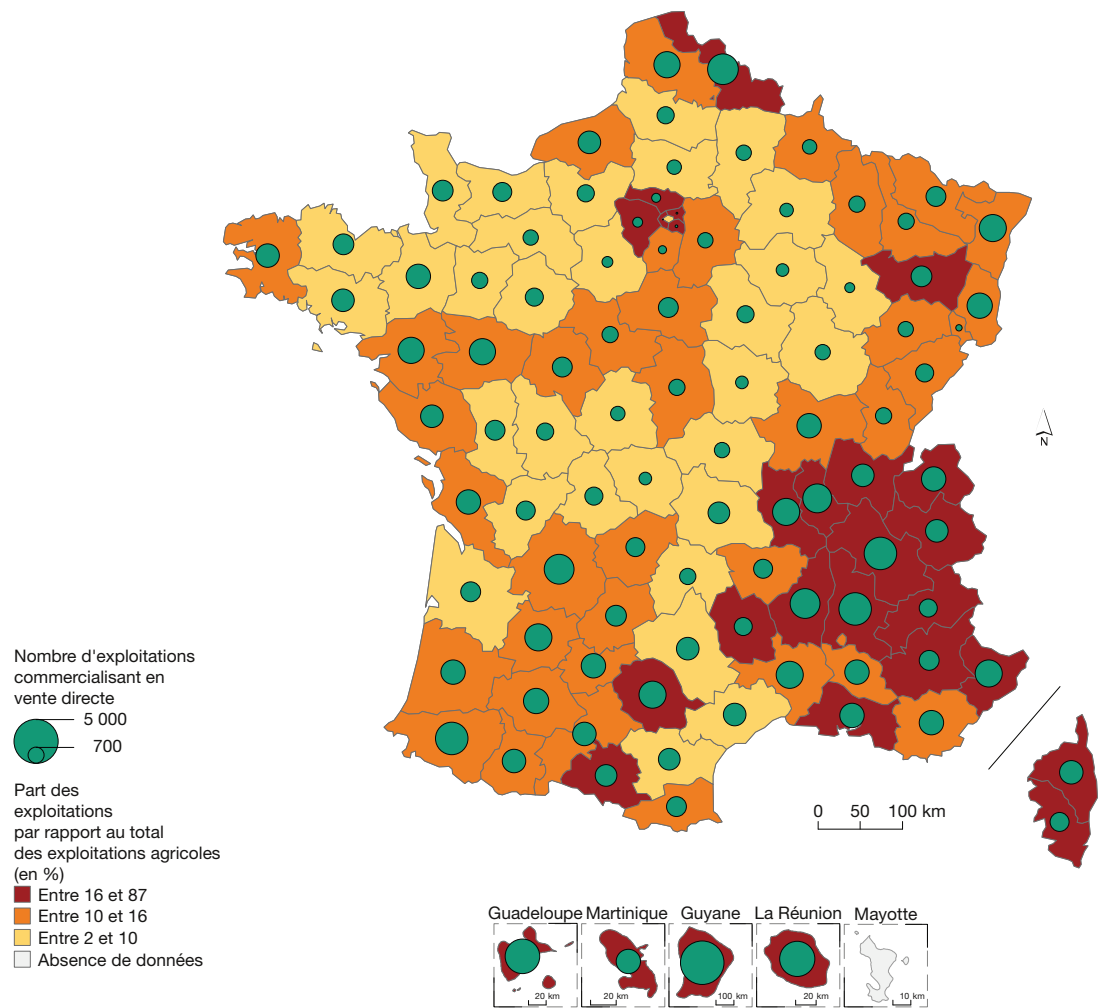 N
Nombre d'exploitations
commercialisant en
vente directe
5 000
700
Part des
exploitations
par rapport au total
des exploitations agricoles
(en %)
Entre 16 et 87
Entre 10 et 16
Entre 2 et 10
Absence de données
0 50 100 km
Guadeloupe Martinique Guyane La Réunion Mayotte
20 km 20 km 100 km 20 km 10 km